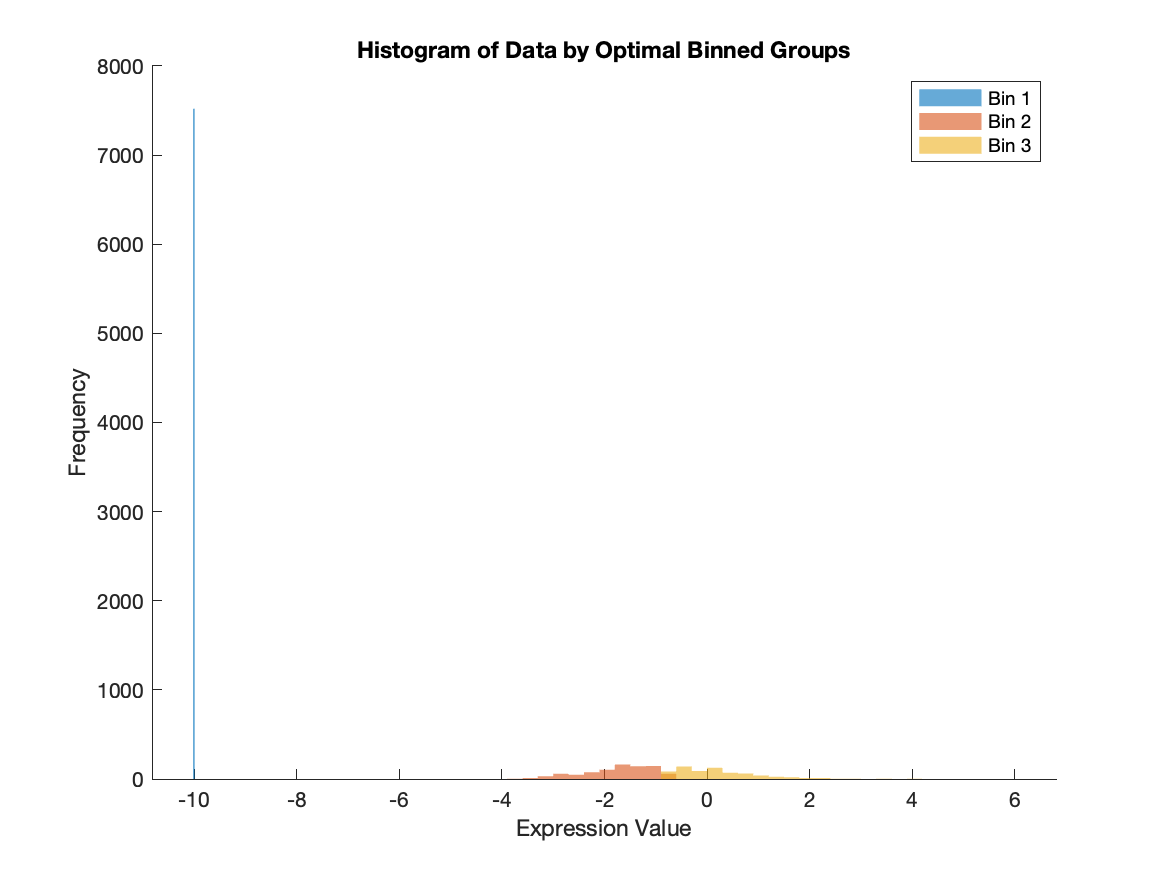 Histogram of Data by Optimal Binned Groups
8000
7000
6000
5000
4000
3000
2000
1000
0
Frequency
Bin 1
Bin 2
Bin 3
-10 -8 -6 -4 -2 0 2 4 6
Expression Value